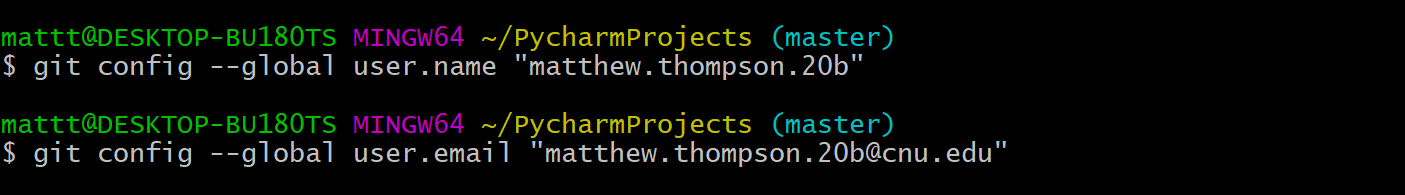 mattt@DESKTOP-BU180TS MINGW64 ~/PycharmProjects (master)
$ git config --global user.name "matthew.thompson.20b"
mattt@DESKTOP-BU180TS MINGW64 ~/PycharmProjects (master)
$ git config --global user.email "matthew.thompson.20b@cnu.edu"